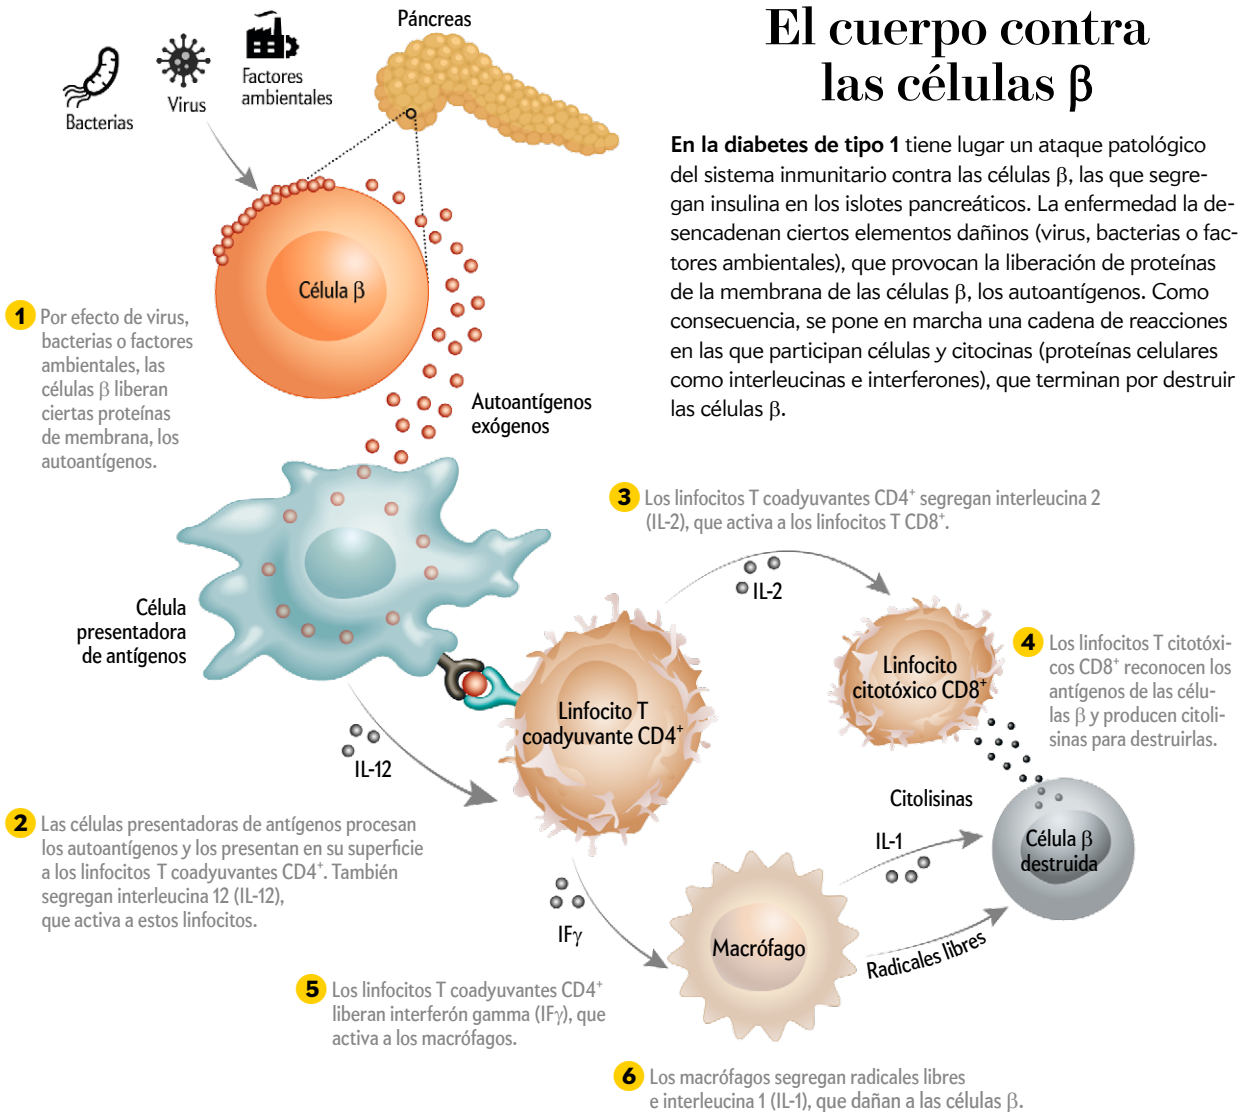 El cuerpo contra
las células β
En la diabetes de tipo 1 tiene lugar un ataque patológico
del sistema inmunitario contra las células β, las que segre-
gan insulina en los islotes pancreáticos. La enfermedad la de-
sencadenan ciertos elementos dañinos (virus, bacterias o fac-
tores ambientales), que provocan la liberación de proteínas
de la membrana de las células β, los autoantígenos. Como
consecuencia, se pone en marcha una cadena de reacciones
en las que participan células y citocinas (proteínas celulares
como interleucinas e interferones), que terminan por destruir
las células β.
Bacterias
Virus
Factores
ambientales
Páncreas
Célula β
1 Por efecto de virus,
bacterias o factores
ambientales, las
células β liberan
ciertas proteínas
de membrana, los
autoantígenos.
Autoantígenos
exógenos
Célula
presentadora
de antígenos
IL-12
Linfocito T
coadyuvante CD4⁺
2 Las células presentadoras de antígenos procesan
los autoantígenos y los presentan en su superficie
a los linfocitos T coadyuvantes CD4⁺. También
segregan interleucina 12 (IL-12),
que activa a estos linfocitos.
3 Los linfocitos T coadyuvantes CD4⁺ segregan interleucina 2
(IL-2), que activa a los linfocitos T CD8⁺.
IL-2
Linfocito
citotóxico CD8⁺
4 Los linfocitos T citotóxi-
cos CD8⁺ reconocen los
antígenos de las célu-
las β y producen citoli-
sinas para destruirlas.
Citolisinas
IL-1
Célula β
destruida
IFγ
Macrófago
Radicales libres
5 Los linfocitos T coadyuvantes CD4⁺
liberan interferón gamma (IFγ), que
activa a los macrófagos.
6 Los macrófagos segregan radicales libres
e interleucina 1 (IL-1), que dañan a las células β.